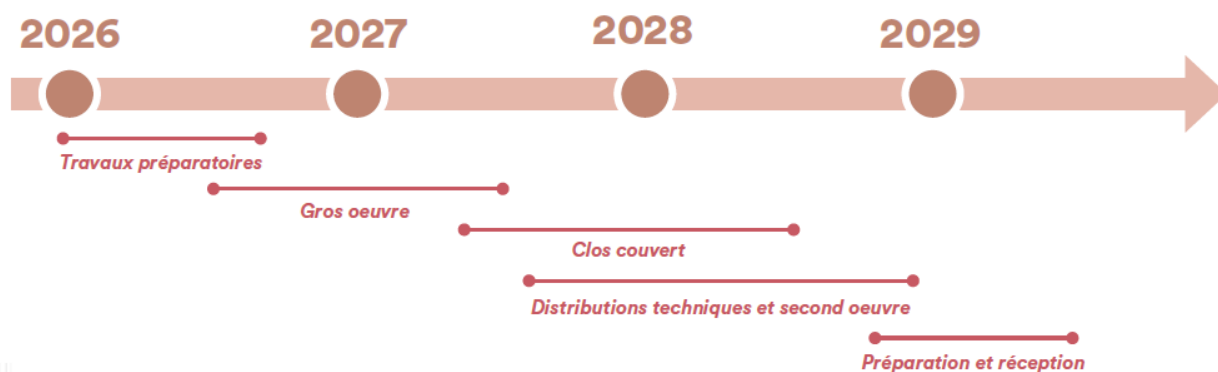 2026 2027 2028 2029
Travaux préparatoires
Gros oeuvre
Clos couvert
Distributions techniques et second oeuvre
Préparation et réception